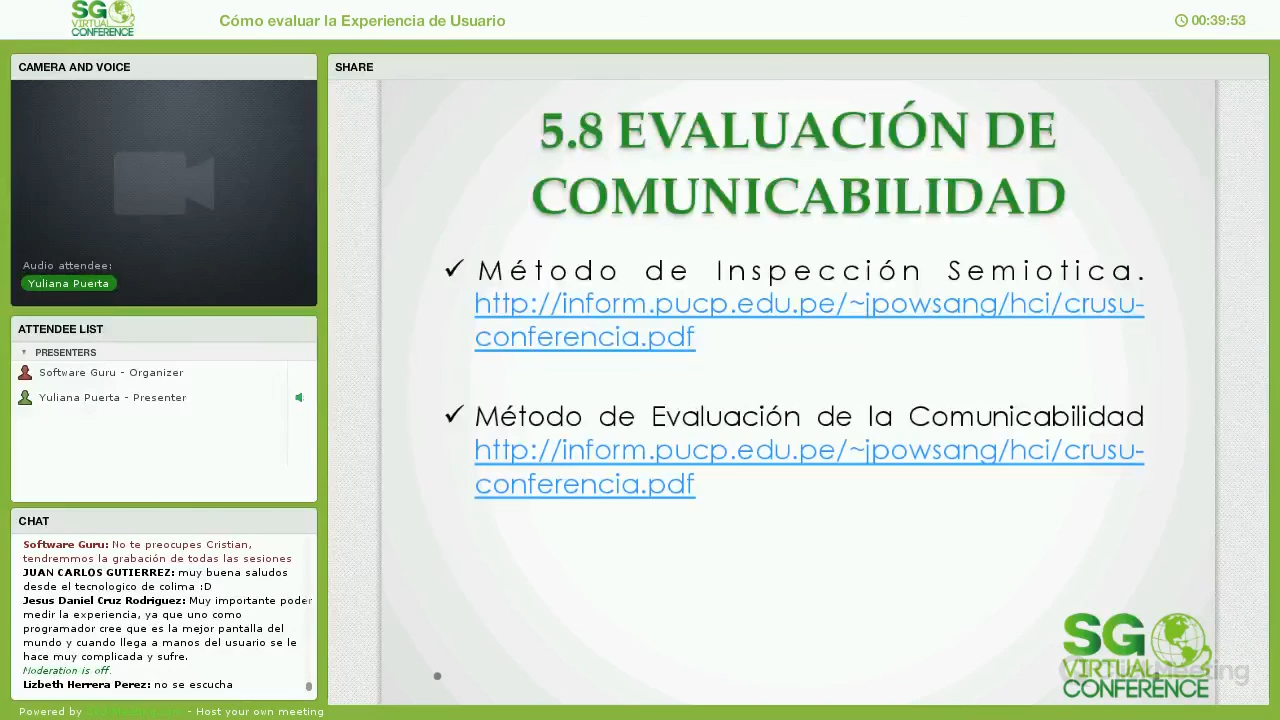 SG
VIRTUAL
CONFERENCE
Cómo evaluar la Experiencia de Usuario
00:39:53
CAMERA AND VOICE
Audio attendee:
Yuliana Puerta
ATTENDEE LIST
PRESENTERS
Software Guru - Organizer
Yuliana Puerta - Presenter
CHAT
Software Guru: No te preocupes Cristian,
tendremmos la grabación de todas las sesiones
JUAN CARLOS GUTIERREZ: muy buena saludos
desde el tecnologico de colima :D
Jesus Daniel Cruz Rodriguez: Muy importante poder
medir la experiencia, ya que uno como
programador cree que es la mejor pantalla del
mundo y cuando llega a manos del usuario se le
hace muy complicada y sufre.
Moderation is off.
Lizbeth Herrera Perez: no se escucha
Powered by - Host your own meeting
SHARE
5.8 EVALUACIÓN DE
COMUNICABILIDAD
✓ Método de Inspección Semiotica.
http://inform.pucp.edu.pe/~jpowsang/hci/crusu-
conferencia.pdf
✓ Método de Evaluación de la Comunicabilidad
http://inform.pucp.edu.pe/~jpowsang/hci/crusu-
conferencia.pdf
SG
VIRTUAL
CONFERENCE